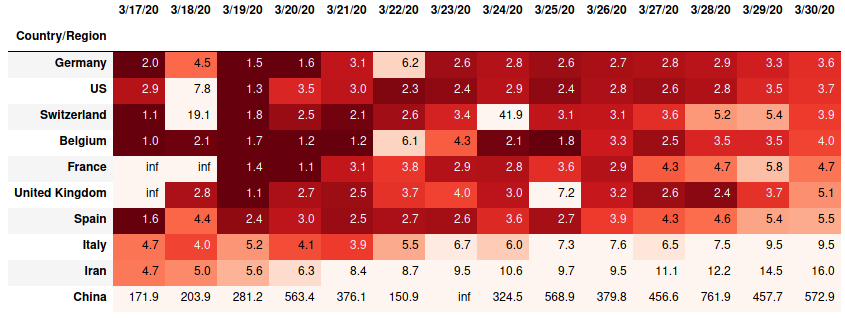 3/17/20 3/18/20 3/19/20 3/20/20 3/21/20 3/22/20 3/23/20 3/24/20 3/25/20 3/26/20 3/27/20 3/28/20 3/29/20 3/30/20
Country/Region
Germany 2.0 4.5 1.5 1.6 3.1 6.2 2.6 2.8 2.6 2.7 2.8 2.9 3.3 3.6
US 2.9 7.8 1.3 3.5 3.0 2.3 2.4 2.9 2.4 2.8 2.6 2.8 3.5 3.7
Switzerland 1.1 19.1 1.8 2.5 2.1 2.6 3.4 41.9 3.1 3.1 3.6 5.2 5.4 3.9
Belgium 1.0 2.1 1.7 1.2 1.2 6.1 4.3 2.1 1.8 3.3 2.5 3.5 3.5 4.0
France inf inf 1.4 1.1 3.1 3.8 2.9 2.8 3.6 2.9 4.3 4.7 5.8 4.7
United Kingdom inf 2.8 1.1 2.7 2.5 3.7 4.0 3.0 7.2 3.2 2.6 2.4 3.7 5.1
Spain 1.6 4.4 2.4 3.0 2.5 2.7 2.6 3.6 2.7 3.9 4.3 4.6 5.4 5.5
Italy 4.7 4.0 5.2 4.1 3.9 5.5 6.7 6.0 7.3 7.6 6.5 7.5 9.5 9.5
Iran 4.7 5.0 5.6 6.3 8.4 8.7 9.5 10.6 9.7 9.5 11.1 12.2 14.5 16.0
China 171.9 203.9 281.2 563.4 376.1 150.9 inf 324.5 568.9 379.8 456.6 761.9 457.7 572.9